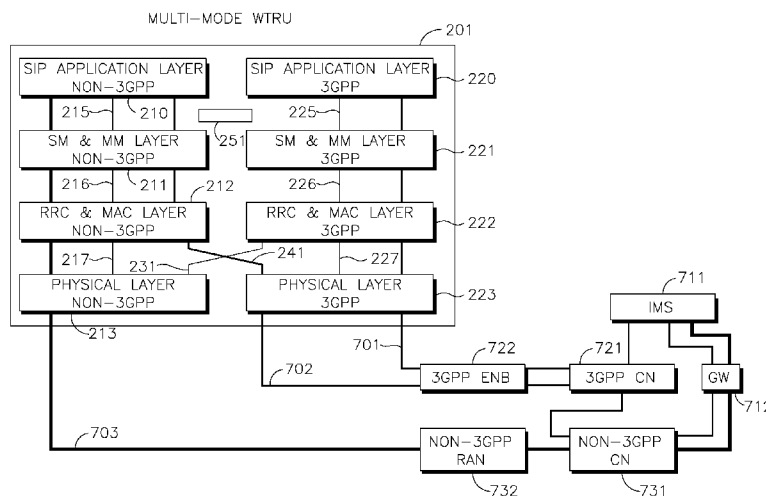 MULTI-MODE WTRU
201
SIP APPLICATION LAYER
NON-3GPP
SIP APPLICATION LAYER
3GPP
220
215
210
225
251
SM & MM LAYER
NON-3GPP
SM & MM LAYER
3GPP
221
216
211
212
226
RRC & MAC LAYER
NON-3GPP
RRC & MAC LAYER
3GPP
222
217
231
241
227
PHYSICAL LAYER
NON-3GPP
PHYSICAL LAYER
3GPP
223
213
711
IMS
701
722
721
702
3GPP ENB
3GPP CN
GW
712
703
NON-3GPP
RAN
NON-3GPP
CN
732
731